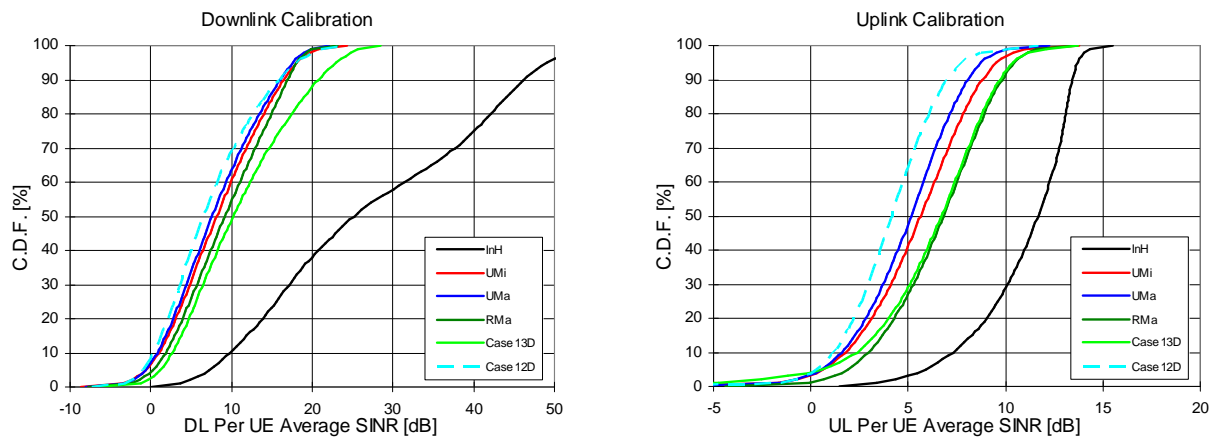 Downlink Calibration
C.D.F. [%]
100
90
80
70
60
50
40
30
20
10
0
-10
0
10
20
30
40
50
DL Per UE Average SINR [dB]
InH
UMi
UMa
RMa
Case 13D
Case 12D
Uplink Calibration
C.D.F. [%]
100
90
80
70
60
50
40
30
20
10
0
-5
0
5
10
15
20
UL Per UE Average SINR [dB]
InH
UMi
UMa
RMa
Case 13D
Case 12D